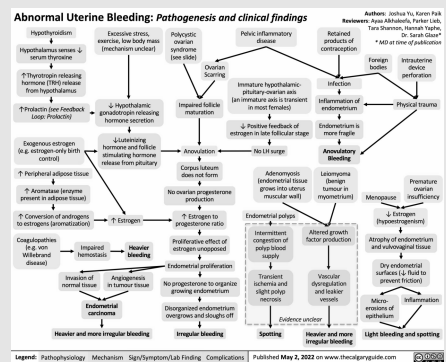 Abnormal Uterine Bleeding: Pathogenesis and clinical findings
Authors: Joshua Yu, Karen Paik
Reviewers: Ayaa Alkhaleefa, Parker Lieb,
Tara Shannon, Hannah Yaphe,
Dr. Sarah Glaze*
* MD at time of publication
Hypothyroidism
Hypothalamus senses ↓
serum thyroxine
↑Thyrotropin releasing
hormone (TRH) release
from hypothalamus
↑Prolactin (see Feedback
Loop: Prolactin)
Excessive stress,
exercise, low body mass
(mechanism unclear)
↓ Hypothalamic
gonadotropin releasing
hormone secretion
↓Luteinizing
hormone and follicle
stimulating hormone
release from pituitary
Polycystic
ovarian
syndrome
(see slide)
Pelvic inflammatory
disease
Ovarian
Scarring
Impaired follicle
maturation
Immature hypothalamic-
pituitary-ovarian axis
(an immature axis is transient
in most females)
↓ Positive feedback of
estrogen in late follicular stage
No LH surge
Anovulation
Retained
products of
contraception
Infection
Inflammation of
endometrium
Endometrium is
more fragile
Anovulatory
Bleeding
Foreign
bodies
Intrauterine
device
perforation
Physical trauma
Exogenous estrogen
(e.g. estrogen-only birth
control)
↑ Peripheral adipose tissue
↑ Aromatase (enzyme
present in adipose tissue)
↑ Conversion of androgens
to estrogens (aromatization)
↑ Estrogen
Corpus luteum
does not form
No ovarian progesterone
production
↑ Estrogen to
progesterone ratio
Proliferative effect of
estrogen unopposed
Endometrial proliferation
No progesterone to organize
growing endometrium
Disorganized endometrium
overgrows and sloughs off
Irregular bleeding
Coagulopathies
(e.g. von
Willebrand
disease)
Impaired
hemostasis
Heavier
bleeding
Invasion of
normal tissue
Angiogenesis
in tumour tissue
Endometrial
carcinoma
Heavier and more irregular bleeding
Adenomyosis
(endometrial tissue
grows into uterus
muscular wall)
Leiomyoma
(benign
tumour in
myometrium)
Endometrial polyps
Intermittent
congestion of
polyp blood
supply
Transient
ischemia and
slight polyp
necrosis
Altered growth
factor production
Vascular
dysregulation
and leakier
vessels
Evidence unclear
Spotting
Heavier and more
irregular bleeding
Menopause
Premature
ovarian
insufficiency
↓ Estrogen
(hypoestrogenism)
Atrophy of endometrium
and vulvovaginal tissue
Dry endometrial
surfaces (↓ fluid to
prevent friction)
Micro-
erosions of
epithelium
Inflammation
Light bleeding and spotting
Legend: Pathophysiology Mechanism Sign/Symptom/Lab Finding Complications
Published May 2, 2022 on www.thecalgaryguide.com